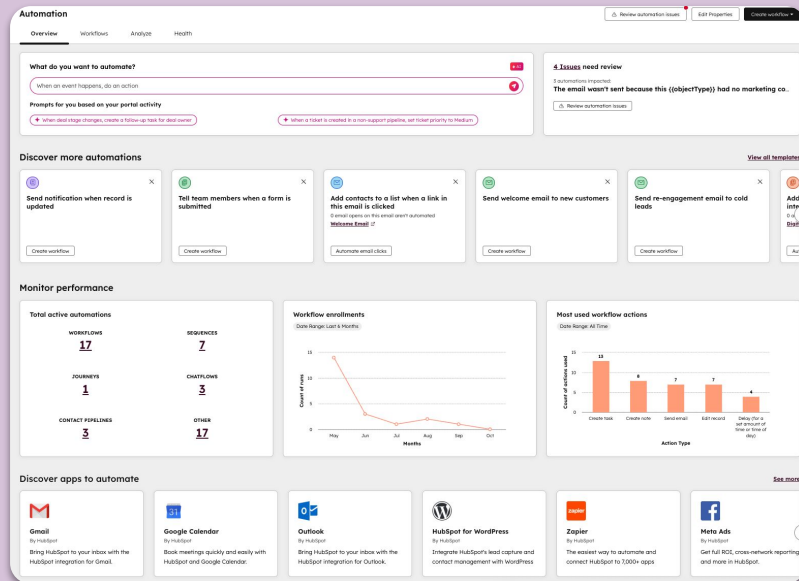 Automation
Review automation issues
Edit Properties
Create workflow
Overview
Workflows
Analyze
Health
What do you want to automate?
When an event happens, do an action
Prompts for you based on your portal activity
When deal stage changes, create a follow-up task for deal owner
When a ticket is created in a non-support pipeline, set ticket priority to Medium
4 Issues need review
5 automations impacted
The email wasn't sent because this {{objectType}} had no marketing co..
Review automation issues
Discover more automations
View all templates
Send notification when record is
updated
Create workflow
Tell team members when a form is
submitted
Create workflow
Add contacts to a list when a link in
this email is clicked
0 email opens on this email aren't automated
Welcome Email
Automate email clicks
Send welcome email to new customers
Create workflow
Send re-engagement email to cold
leads
Create workflow
Add
Monitor performance
Total active automations
WORKFLOWS
17
SEQUENCES
7
JOURNEYS
1
CHATFLOWS
3
CONTACT PIPELINES
3
OTHER
17
Workflow enrollments
Date Range: Last 6 Months
Count of runs
15
10
5
0
May
Jun
Jul
Aug
Sep
Oct
Months
Most used workflow actions
Date Range: All Time
Count of actions used
15
10
5
0
13
8
7
7
4
Create task
Create note
Send email
Edit record
Delay (for a
set amount of
time or time of
day)
Action Type
Discover apps to automate
See more
Gmail
By HubSpot
Bring HubSpot to your inbox with the
HubSpot integration for Gmail.
31
Google Calendar
By HubSpot
Book meetings quickly and easily with
HubSpot and Google Calendar.
Outlook
By HubSpot
Bring HubSpot to your inbox with the
HubSpot integration for Outlook.
HubSpot for WordPress
By HubSpot
Integrate HubSpot's lead capture and
contact management with WordPress
zapier
Zapier
By HubSpot
The easiest way to automate and
connect HubSpot to 7,000+ apps
Meta Ads
By HubSpot
Get full ROI, cross-network reporting
and more in HubSpot.